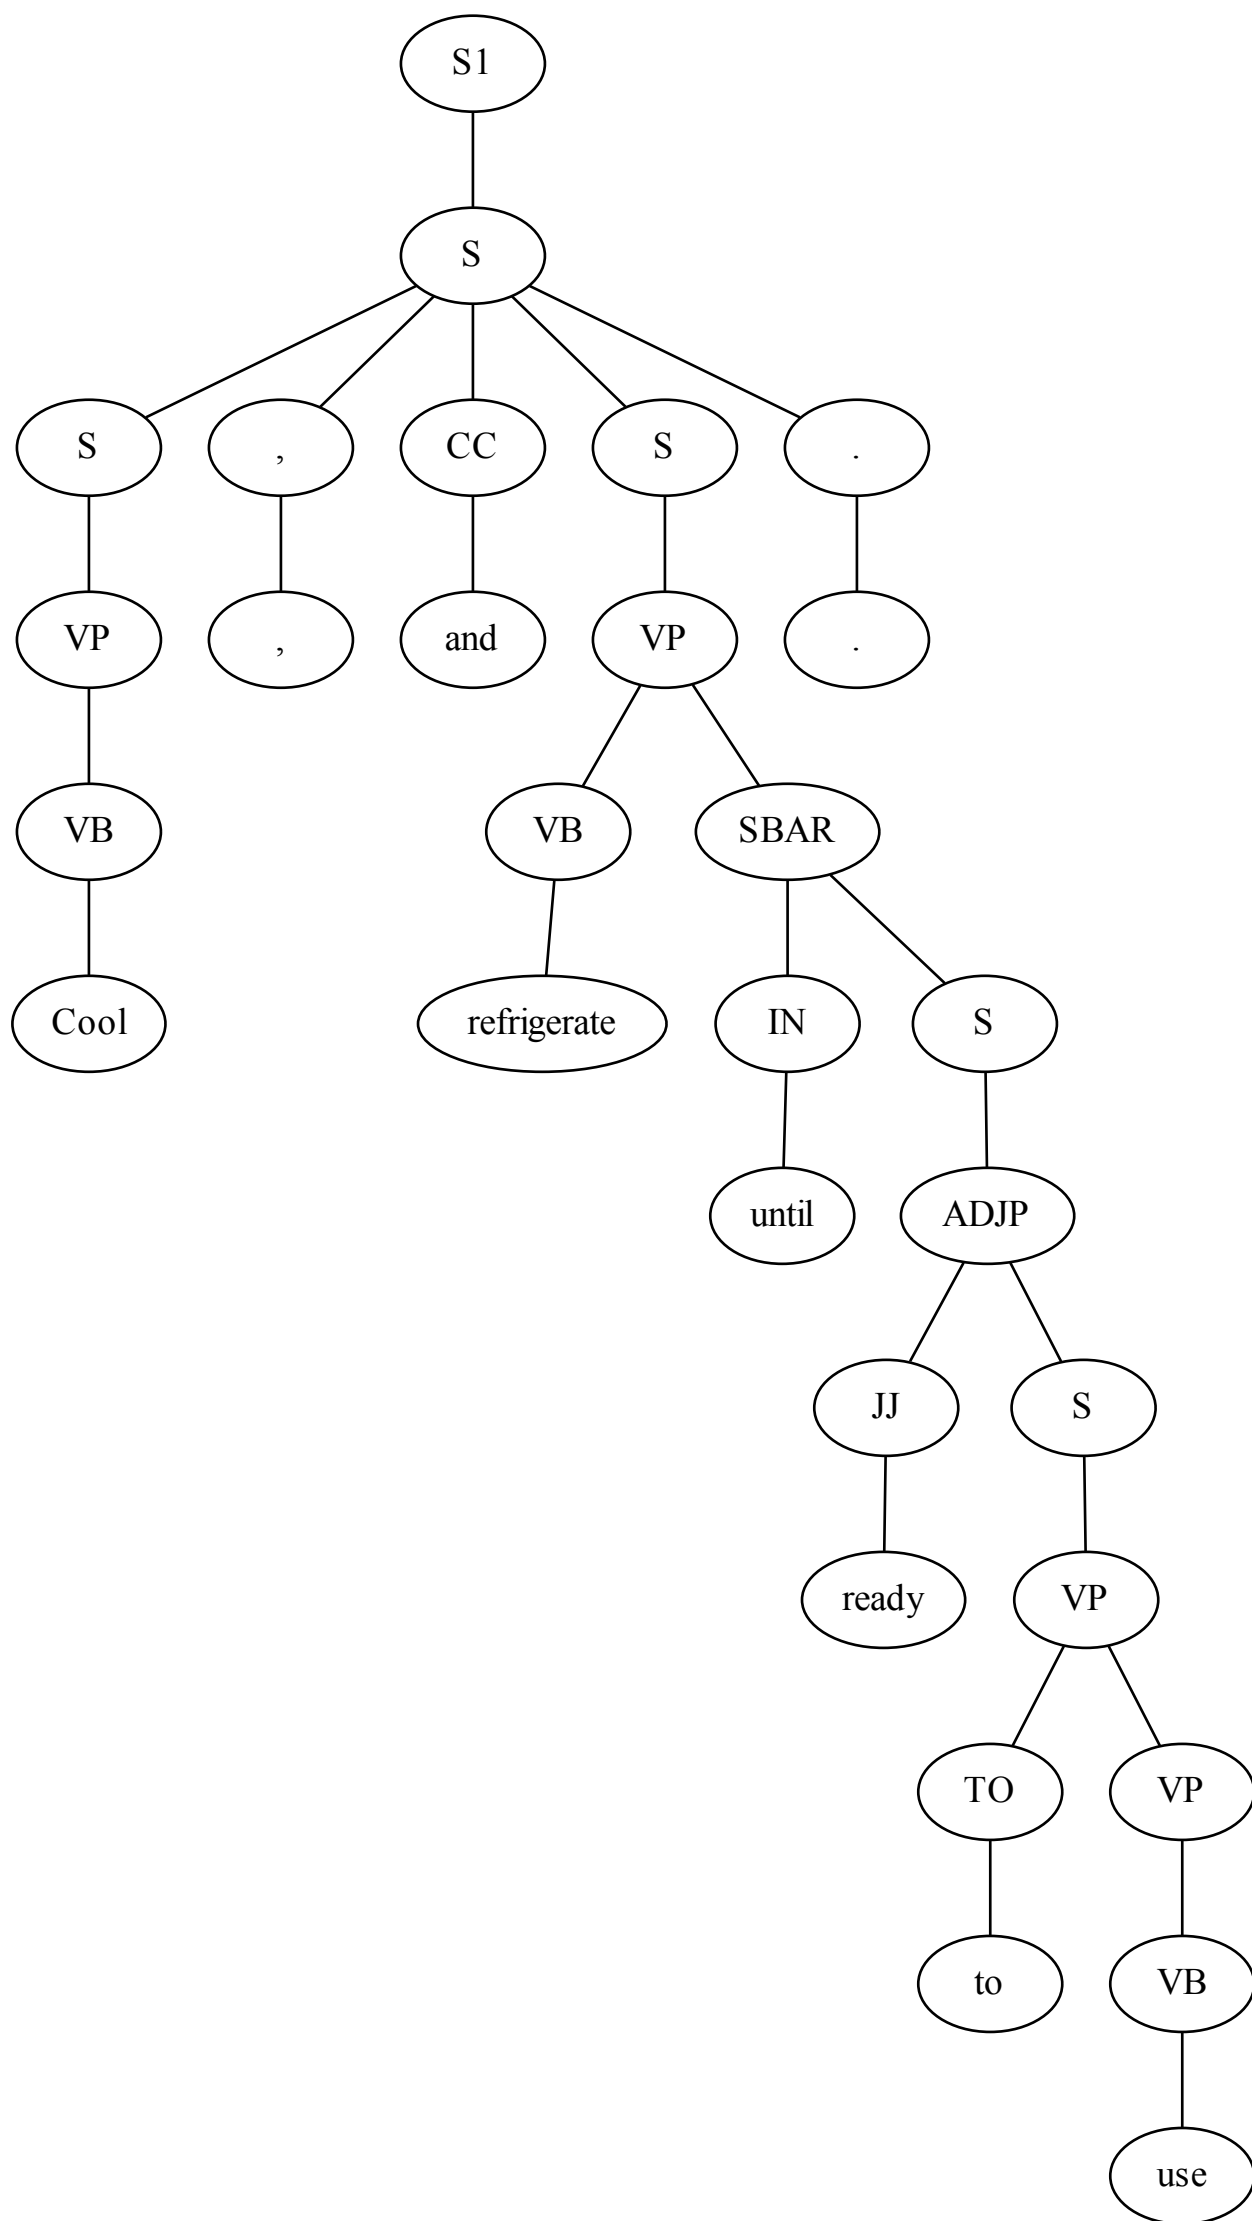 S1
S
S , CC S .
VP , and VP .
VB VB SBAR
Cool refrigerate IN S
until ADJP
JJ S
ready VP
TO VP
to VB
use